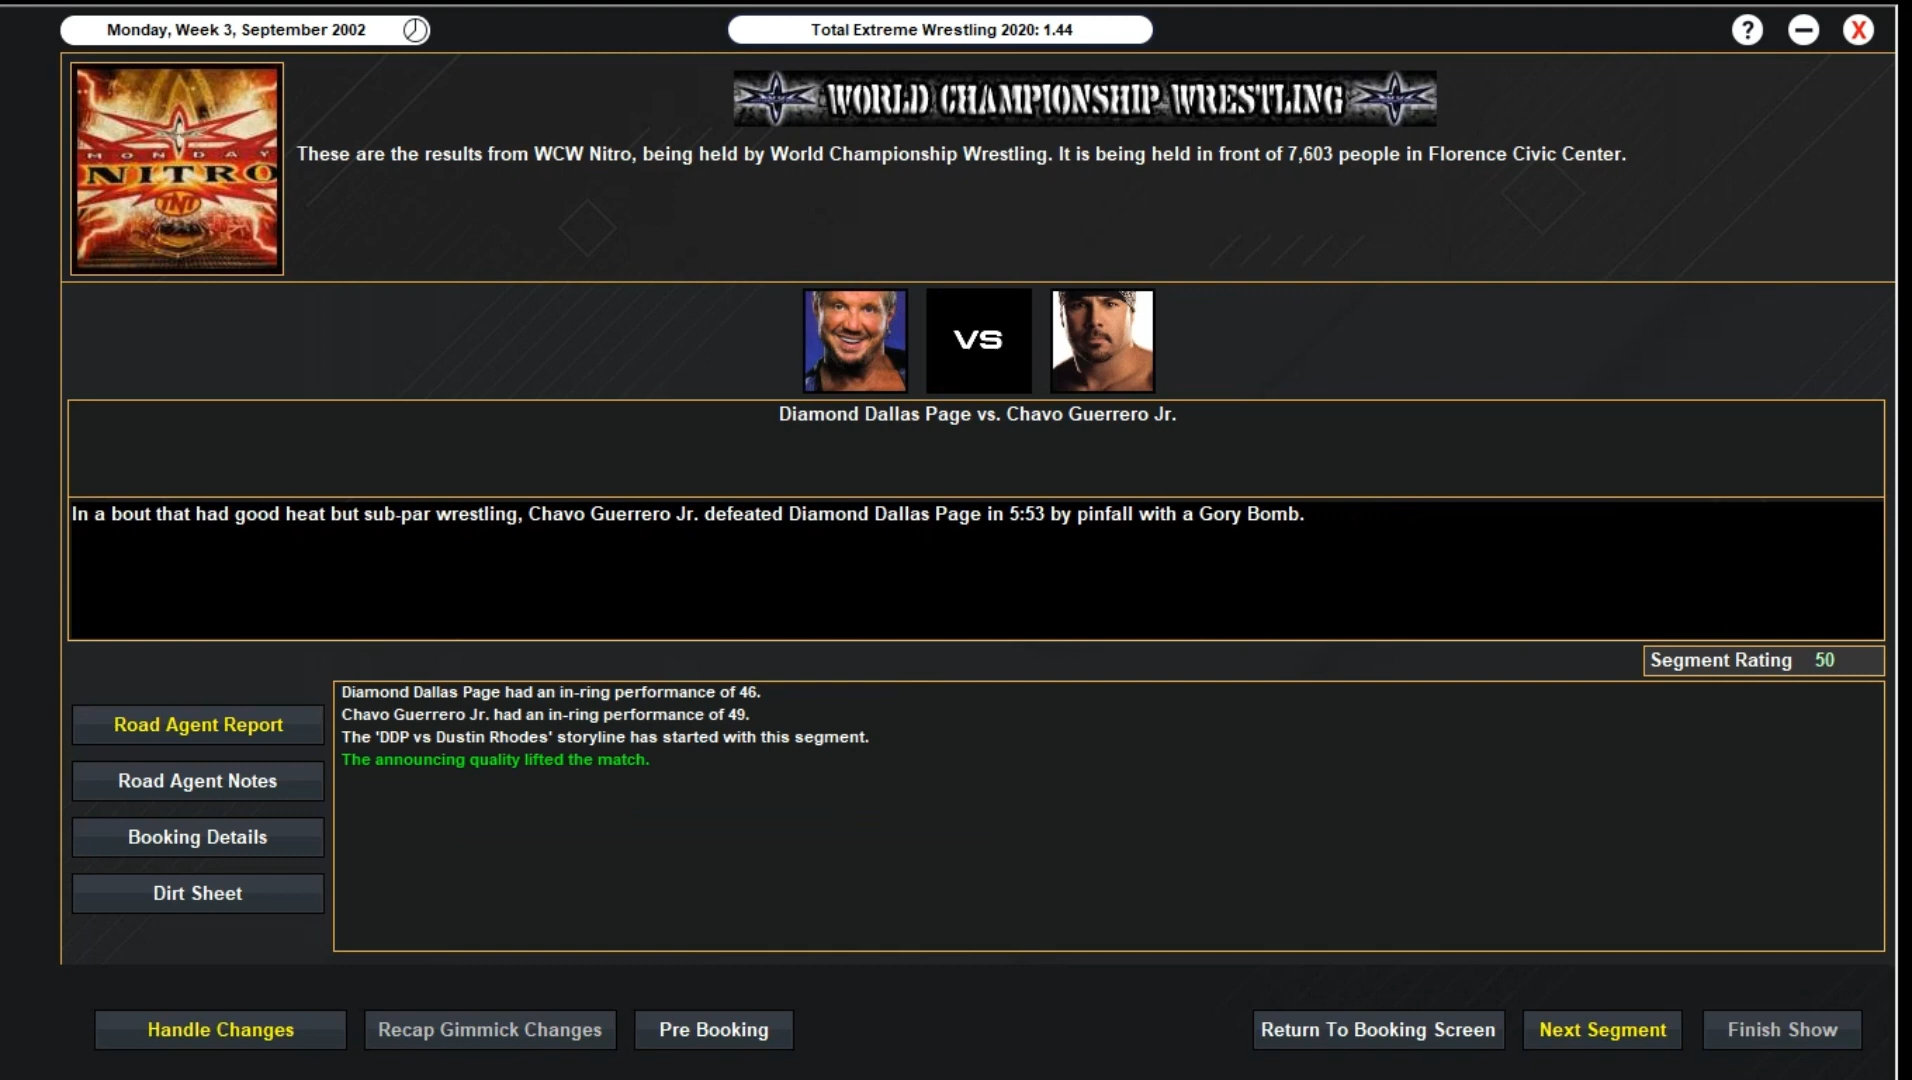 Monday, Week 3, September 2002
Total Extreme Wrestling 2020: 1.44
?
X
MONDAY
NITRO
TNT
WORLD CHAMPIONSHIP WRESTLING
These are the results from WCW Nitro, being held by World Championship Wrestling. It is being held in front of 7,603 people in Florence Civic Center.
VS
Diamond Dallas Page vs. Chavo Guerrero Jr.
In a bout that had good heat but sub-par wrestling, Chavo Guerrero Jr. defeated Diamond Dallas Page in 5:53 by pinfall with a Gory Bomb.
Segment Rating 50
Road Agent Report
Road Agent Notes
Booking Details
Dirt Sheet
Diamond Dallas Page had an in-ring performance of 46.
Chavo Guerrero Jr. had an in-ring performance of 49.
The 'DDP vs Dustin Rhodes' storyline has started with this segment.
The announcing quality lifted the match.
Handle Changes
Recap Gimmick Changes
Pre Booking
Return To Booking Screen
Next Segment
Finish Show